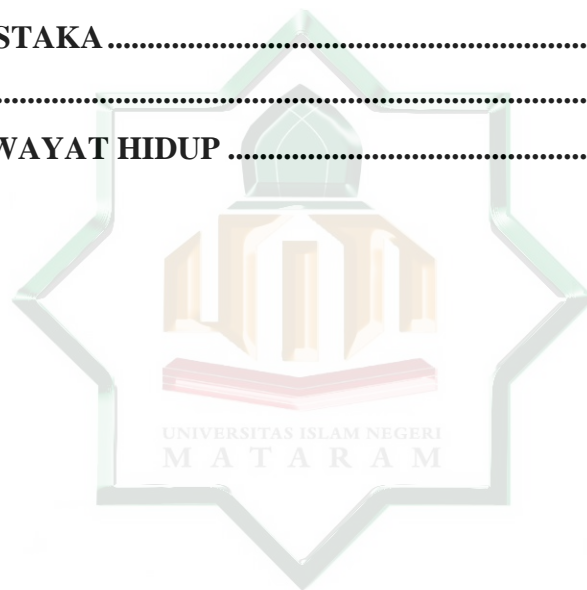 STAKA ................................................................
................................................................
WAYAT HIDUP ................................................
UNIVERSITAS ISLAM NEGERI
M A T A R A M